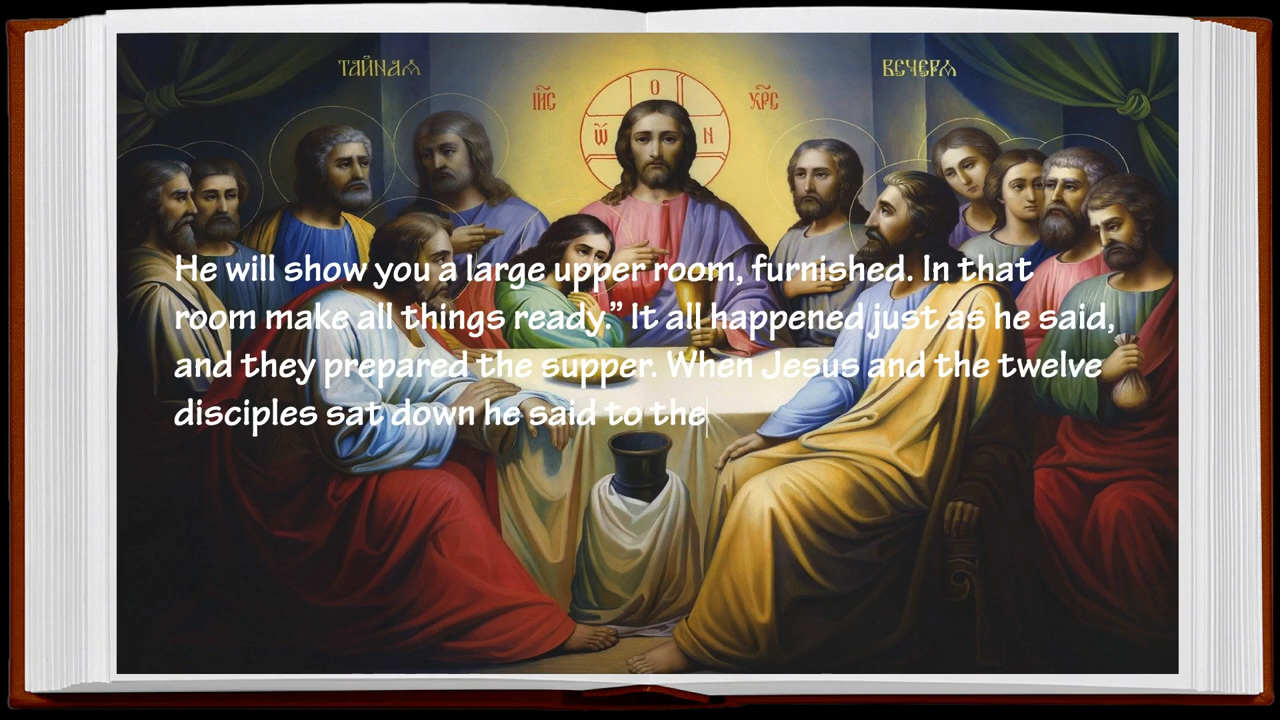 ТАЙНАѦ ВЕЧЕРѦ
І҃ИС Х҃РС
О
Ѿ N
He will show you a large upper room, furnished. In that
room make all things ready.” It all happened just as he said,
and they prepared the supper. When Jesus and the twelve
disciples sat down he said to the